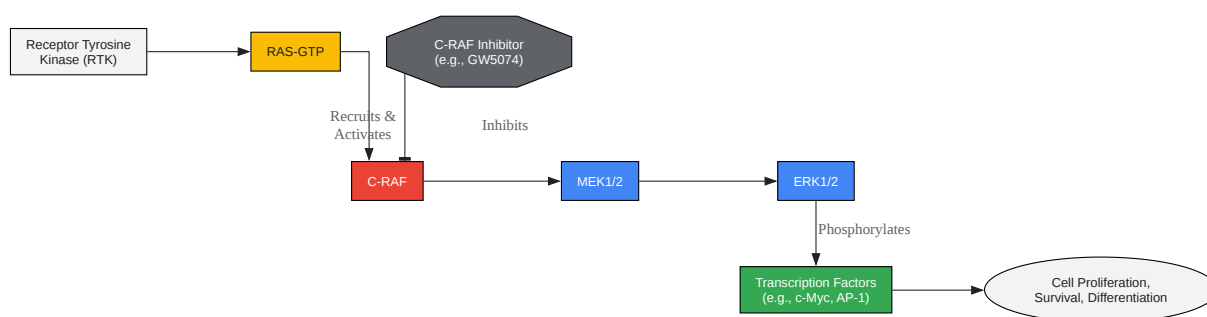 Receptor Tyrosine
Kinase (RTK)
RAS-GTP
C-RAF Inhibitor
(e.g., GW5074)
Recruits &
Activates
Inhibits
C-RAF
MEK1/2
ERK1/2
Phosphorylates
Transcription Factors
(e.g., c-Myc, AP-1)
Cell Proliferation,
Survival, Differentiation